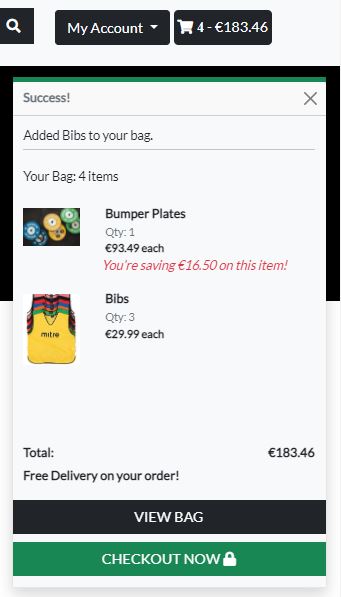 My Account
4 - €183.46
Success!
Added Bibs to your bag.
Your Bag: 4 items
Bumper Plates
Qty: 1
€93.49 each
You're saving €16.50 on this item!
Bibs
Qty: 3
€29.99 each
mitre
Total: €183.46
Free Delivery on your order!
VIEW BAG
CHECKOUT NOW